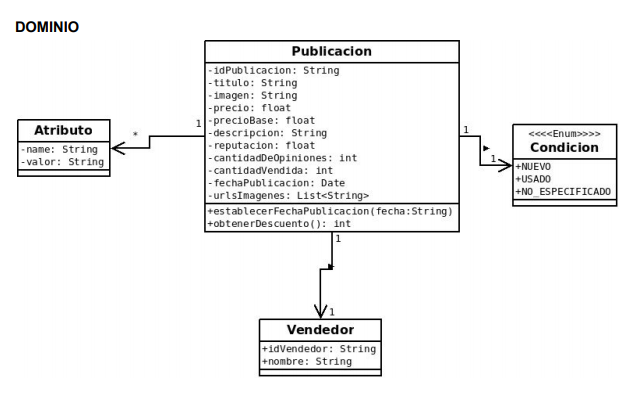 DOMINIO
Publicacion
-idPublicacion: String
-titulo: String
-imagen: String
-precio: float
-precioBase: float
-descripcion: String
-reputacion: float
-cantidadDeOpiniones: int
-cantidadVendida: int
-fechaPublicacion: Date
-urlsImagenes: List<String>
+establecerFechaPublicacion(fecha:String)
+obtenerDescuento(): int
1
*
Atributo
-name: String
-valor: String
1
1
<<<<Enum>>>>
Condicion
+NUEVO
+USADO
+NO_ESPECIFICADO
1
1
Vendedor
+idVendedor: String
+nombre: String